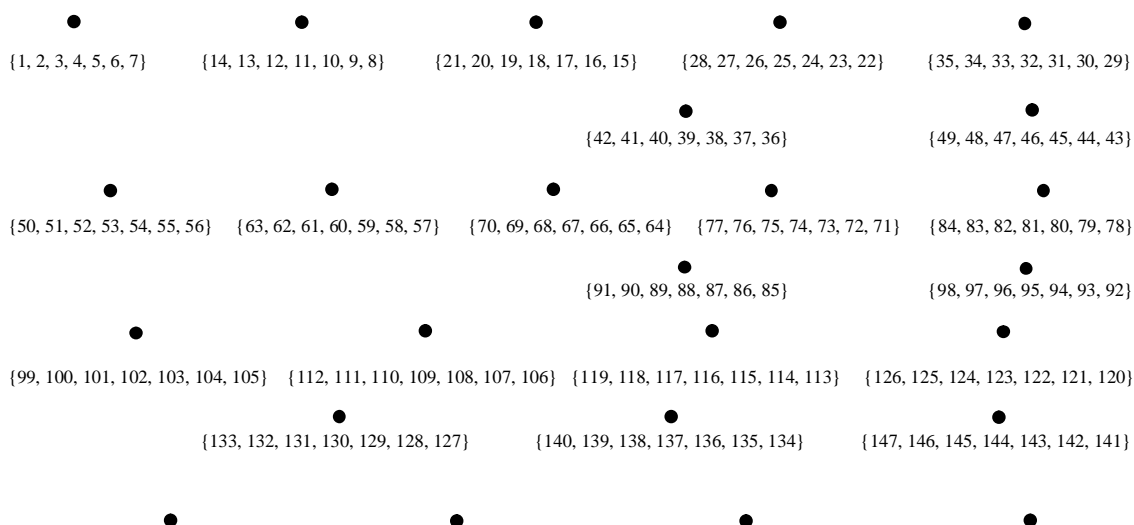 {1, 2, 3, 4, 5, 6, 7} {14, 13, 12, 11, 10, 9, 8} {21, 20, 19, 18, 17, 16, 15} {28, 27, 26, 25, 24, 23, 22} {35, 34, 33, 32, 31, 30, 29}
{42, 41, 40, 39, 38, 37, 36} {49, 48, 47, 46, 45, 44, 43}
{50, 51, 52, 53, 54, 55, 56} {63, 62, 61, 60, 59, 58, 57} {70, 69, 68, 67, 66, 65, 64} {77, 76, 75, 74, 73, 72, 71} {84, 83, 82, 81, 80, 79, 78}
{91, 90, 89, 88, 87, 86, 85} {98, 97, 96, 95, 94, 93, 92}
{99, 100, 101, 102, 103, 104, 105} {112, 111, 110, 109, 108, 107, 106} {119, 118, 117, 116, 115, 114, 113} {126, 125, 124, 123, 122, 121, 120}
{133, 132, 131, 130, 129, 128, 127} {140, 139, 138, 137, 136, 135, 134} {147, 146, 145, 144, 143, 142, 141}